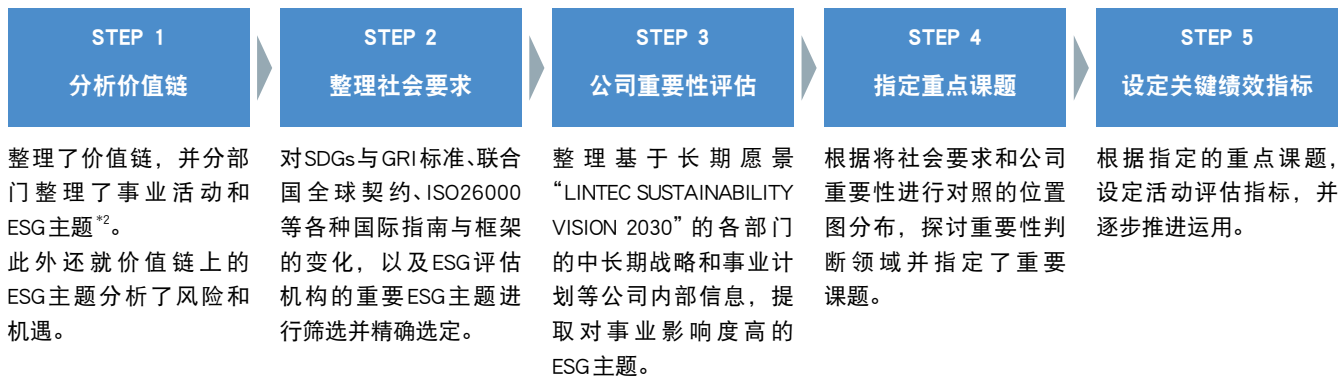 STEP 1
分析价值链
整理了价值链，并分部
门整理了事业活动和
ESG主题*2。
此外还就价值链上的
ESG主题分析了风险和
机遇。
STEP 2
整理社会要求
对SDGs与GRI标准、联合
国全球契约、ISO26000
等各种国际指南与框架
的变化，以及ESG评估
机构的重要ESG主题进
行筛选并精确选定。
STEP 3
公司重要性评估
整理基于长期愿景
“LINTEC SUSTAINABILITY
VISION 2030”的各部门
的中长期战略和事业计
划等公司内部信息，提
取对事业影响度高的
ESG主题。
STEP 4
指定重点课题
根据将社会要求和公司
重要性进行对照的位置
图分布，探讨重要性判
断领域并指定了重要
课题。
STEP 5
设定关键绩效指标
根据指定的重点课题，
设定活动评估指标，并
逐步推进运用。